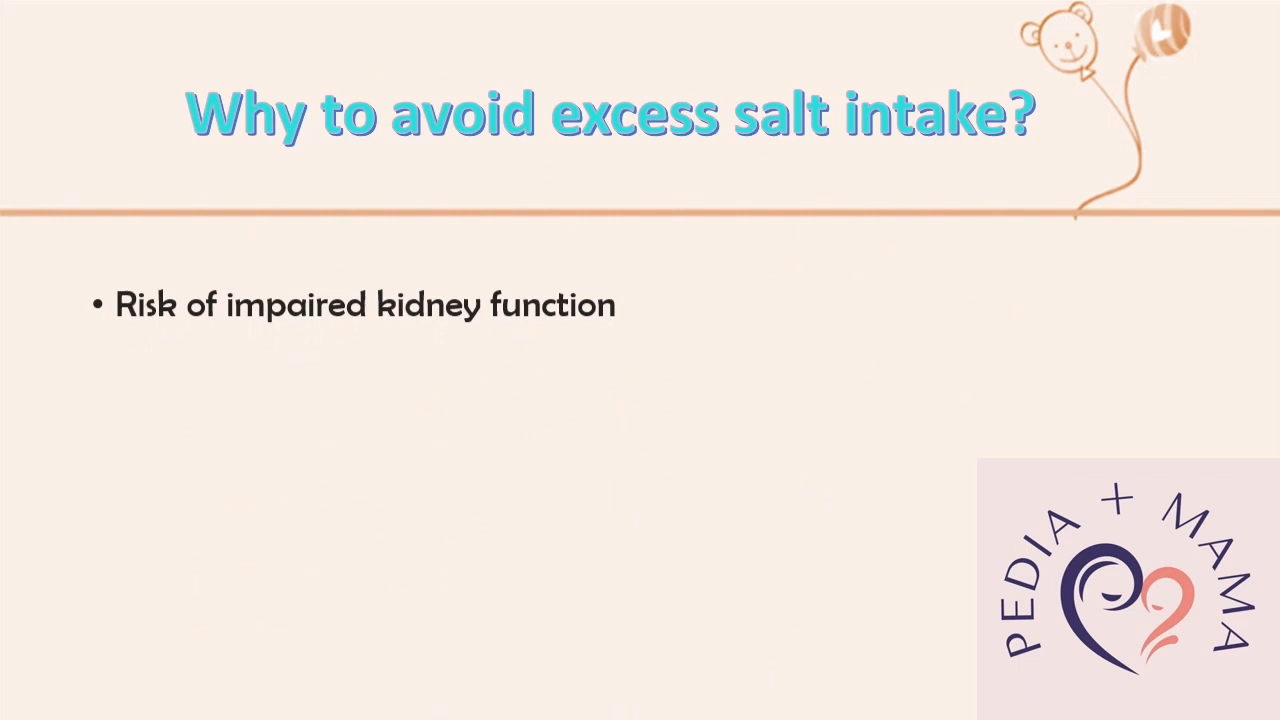 Why to avoid excess salt intake?
• Risk of impaired kidney function
PEDIA + MAMA